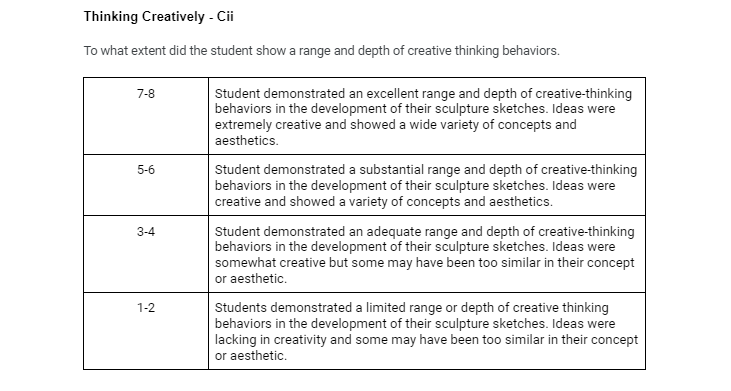 Thinking Creatively - Cii
To what extent did the student show a range and depth of creative thinking behaviors.
7-8
Student demonstrated an excellent range and depth of creative-thinking
behaviors in the development of their sculpture sketches. Ideas were
extremely creative and showed a wide variety of concepts and
aesthetics.
5-6
Student demonstrated a substantial range and depth of creative-thinking
behaviors in the development of their sculpture sketches. Ideas were
creative and showed a variety of concepts and aesthetics.
3-4
Student demonstrated an adequate range and depth of creative-thinking
behaviors in the development of their sculpture sketches. Ideas were
somewhat creative but some may have been too similar in their concept
or aesthetic.
1-2
Students demonstrated a limited range or depth of creative thinking
behaviors in the development of their sculpture sketches. Ideas were
lacking in creativity and some may have been too similar in their concept
or aesthetic.